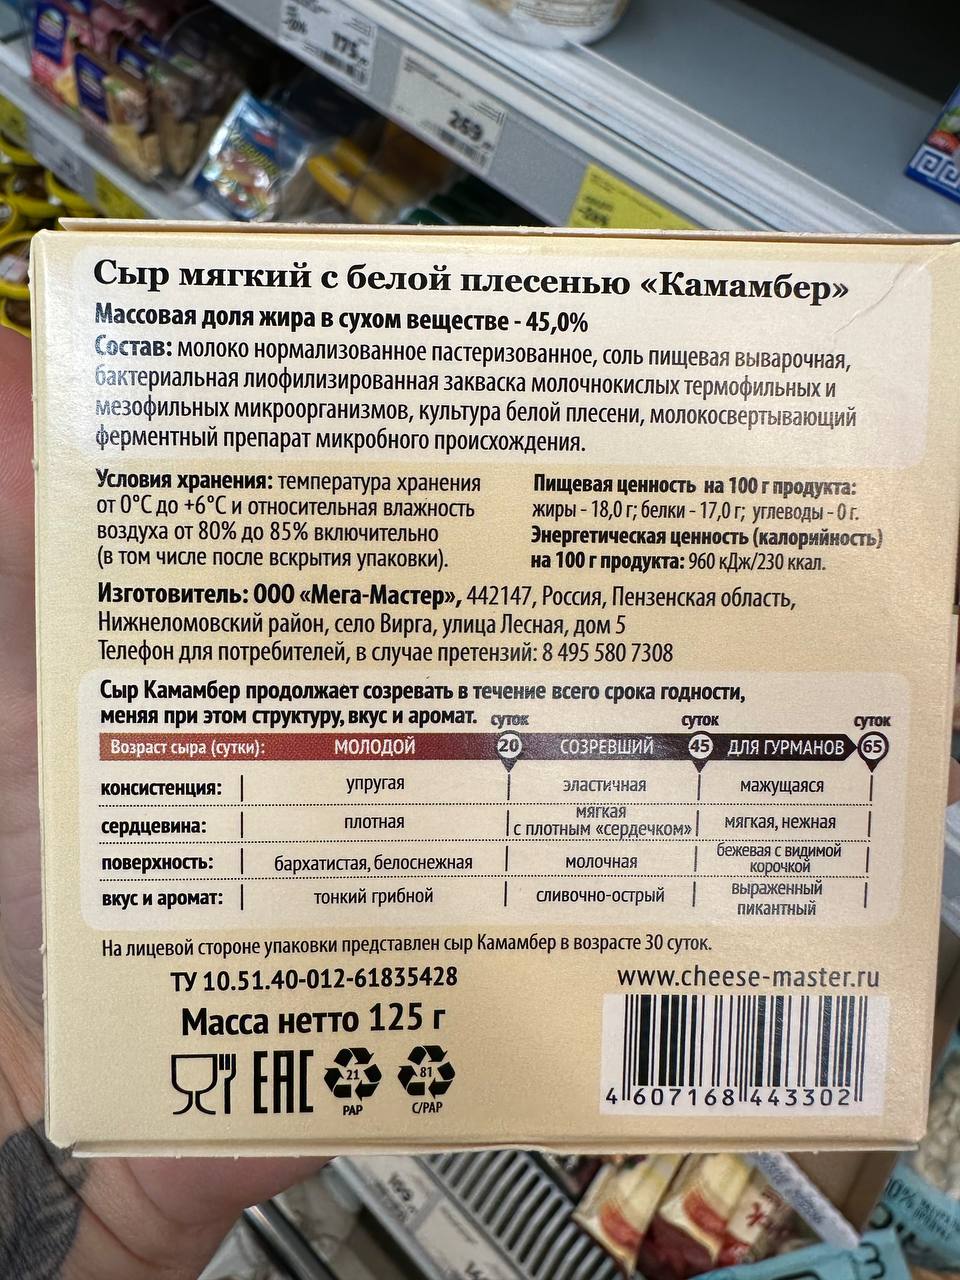 175
269
Сыр мягкий с белой плесенью «Камамбер»
Массовая доля жира в сухом веществе - 45,0%
Состав: молоко нормализованное пастеризованное, соль пищевая выварочная,
бактериальная лиофилизированная закваска молочнокислых термофильных и
мезофильных микроорганизмов, культура белой плесени, молокосвертывающий
ферментный препарат микробного происхождения.
Условия хранения: температура хранения
от 0°С до +6°С и относительная влажность
воздуха от 80% до 85% включительно
(в том числе после вскрытия упаковки).
Пищевая ценность на 100 г продукта:
жиры - 18,0 г; белки - 17,0 г; углеводы - 0 г.
Энергетическая ценность (калорийность)
на 100 г продукта: 960 кДж/230 ккал.
Изготовитель: ООО «Мега-Мастер», 442147, Россия, Пензенская область,
Нижнеломовский район, село Вирга, улица Лесная, дом 5
Телефон для потребителей, в случае претензий: 8 495 580 7308
Сыр Камамбер продолжает созревать в течение всего срока годности,
меняя при этом структуру, вкус и аромат.
суток суток суток
Возраст сыра (сутки): МОЛОДОЙ 20 СОЗРЕВШИЙ 45 ДЛЯ ГУРМАНОВ 65
консистенция: упругая эластичная мажущаяся
сердцевина: плотная мягкая с плотным «сердечком» мягкая, нежная
поверхность: бархатистая, белоснежная молочная бежевая с видимой корочкой
вкус и аромат: тонкий грибной сливочно-острый выраженный пикантный
На лицевой стороне упаковки представлен сыр Камамбер в возрасте 30 суток.
ТУ 10.51.40-012-61835428
www.cheese-master.ru
Масса нетто 125 г
EAC
21
PAP
81
C/PAP
4 607168 443302